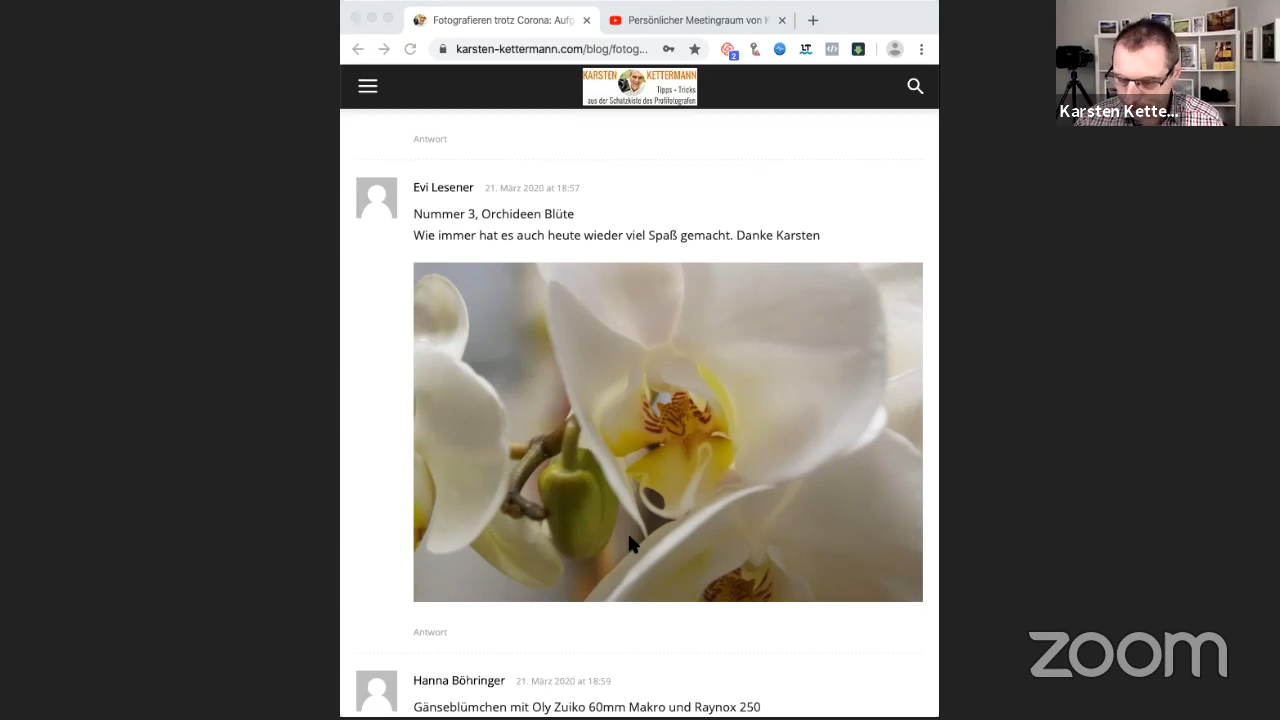 Fotografieren trotz Corona: Aufg
Persönlicher Meetingraum von K
karsten-kettermann.com/blog/fotog...
2
LT
KARSTEN KETTERMANN
Tipps • Tricks
aus der Schatzkiste des Profifotografen
Karsten Kette...
Antwort
Evi Lesener 21. März 2020 at 18:57
Nummer 3, Orchideen Blüte
Wie immer hat es auch heute wieder viel Spaß gemacht. Danke Karsten
Antwort
Hanna Böhringer 21. März 2020 at 18:59
Gänseblümchen mit Oly Zuiko 60mm Makro und Raynox 250
zoom